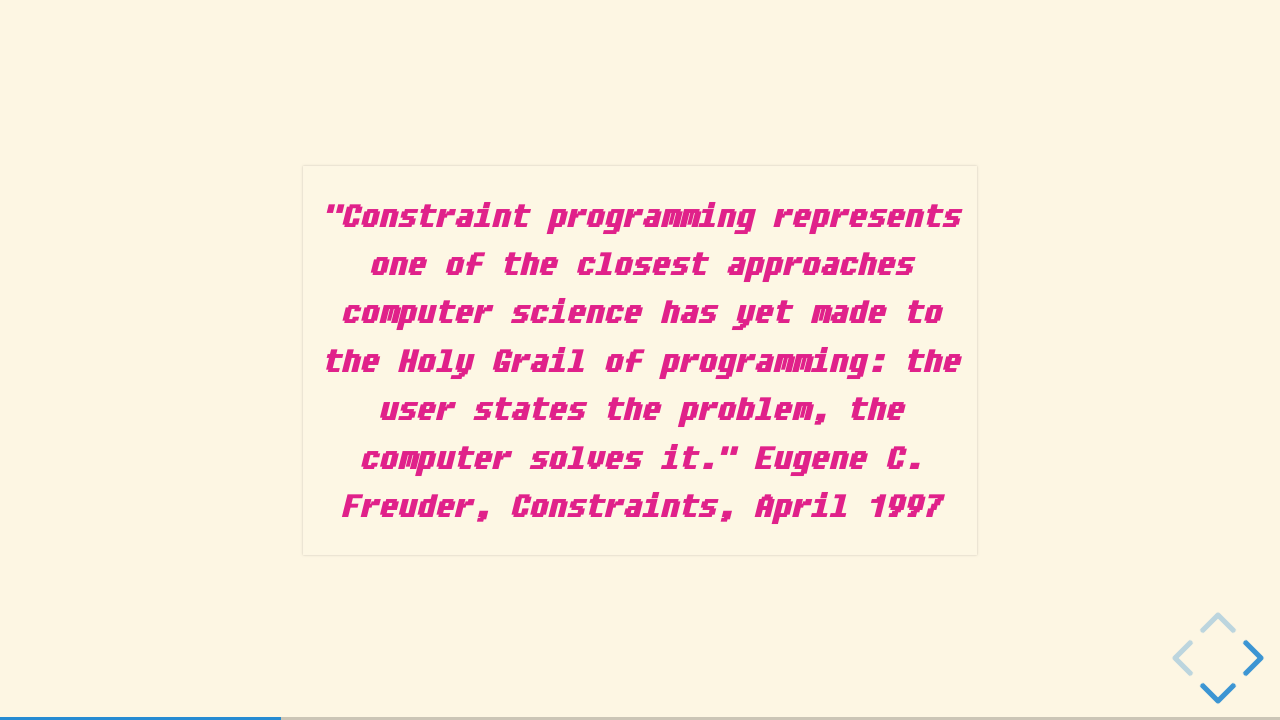 "Constraint programming represents
one of the closest approaches
computer science has yet made to
the Holy Grail of programming: the
user states the problem, the
computer solves it." Eugene C.
Freuder, Constraints, April 1997